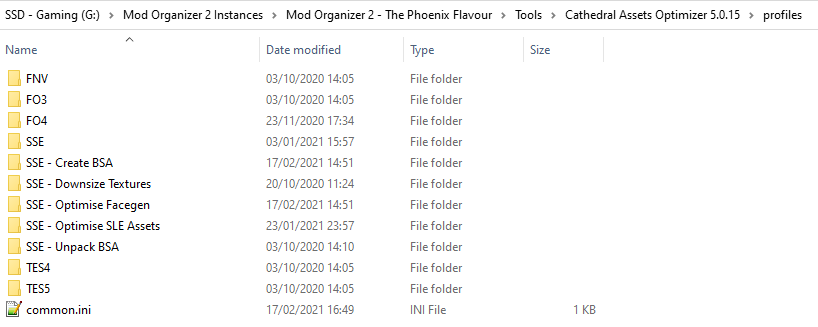 SSD - Gaming (G:) > Mod Organizer 2 Instances > Mod Organizer 2 - The Phoenix Flavour > Tools > Cathedral Assets Optimizer 5.0.15 > profiles
Name Date modified Type Size
FNV 03/10/2020 14:05 File folder
FO3 03/10/2020 14:05 File folder
FO4 23/11/2020 17:34 File folder
SSE 03/01/2021 15:57 File folder
SSE - Create BSA 17/02/2021 14:51 File folder
SSE - Downsize Textures 20/10/2020 11:24 File folder
SSE - Optimise Facegen 17/02/2021 14:51 File folder
SSE - Optimise SLE Assets 23/01/2021 23:57 File folder
SSE - Unpack BSA 03/10/2020 14:10 File folder
TES4 03/10/2020 14:05 File folder
TES5 03/10/2020 14:05 File folder
common.ini 17/02/2021 16:49 INI File 1 KB